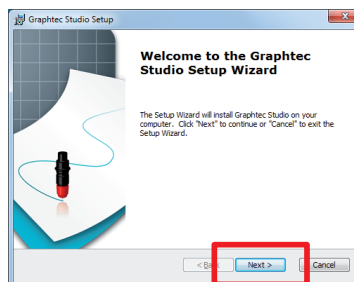 Graphtec Studio Setup
Welcome to the Graphtec
Studio Setup Wizard
The Setup Wizard will install Graphtec Studio on your
computer. Click "Next" to continue or "Cancel" to exit the
Setup Wizard.
Next >
Cancel